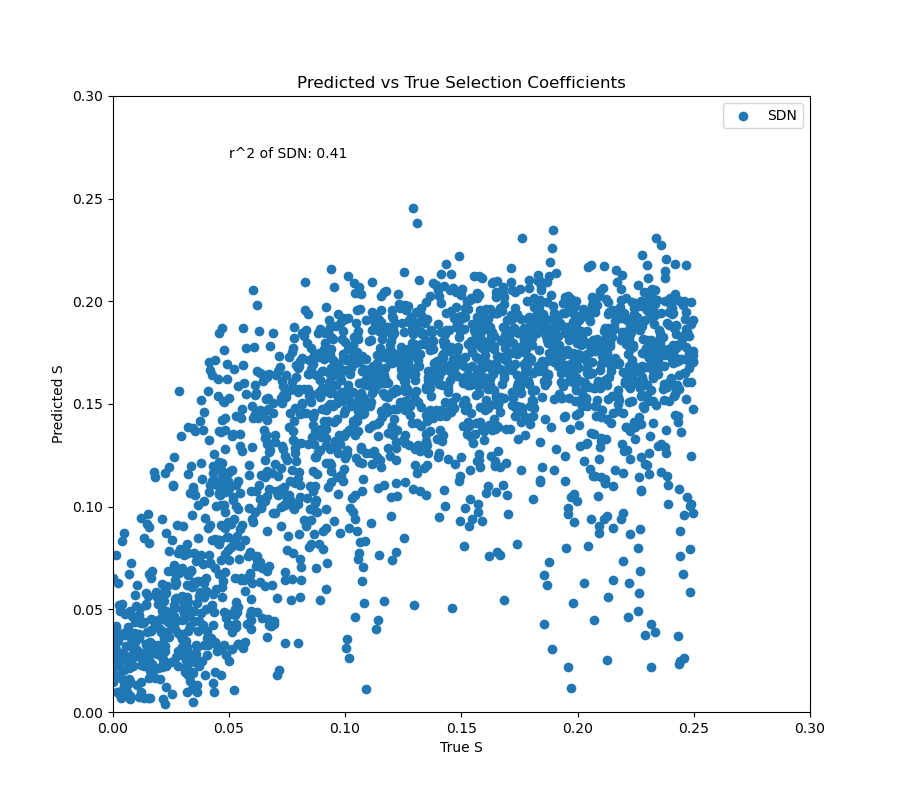 Predicted vs True Selection Coefficients
0.30
SDN
r^2 of SDN: 0.41
0.25
0.20
Predicted S
0.15
0.10
0.05
0.00
0.00 0.05 0.10 0.15 0.20 0.25 0.30
True S